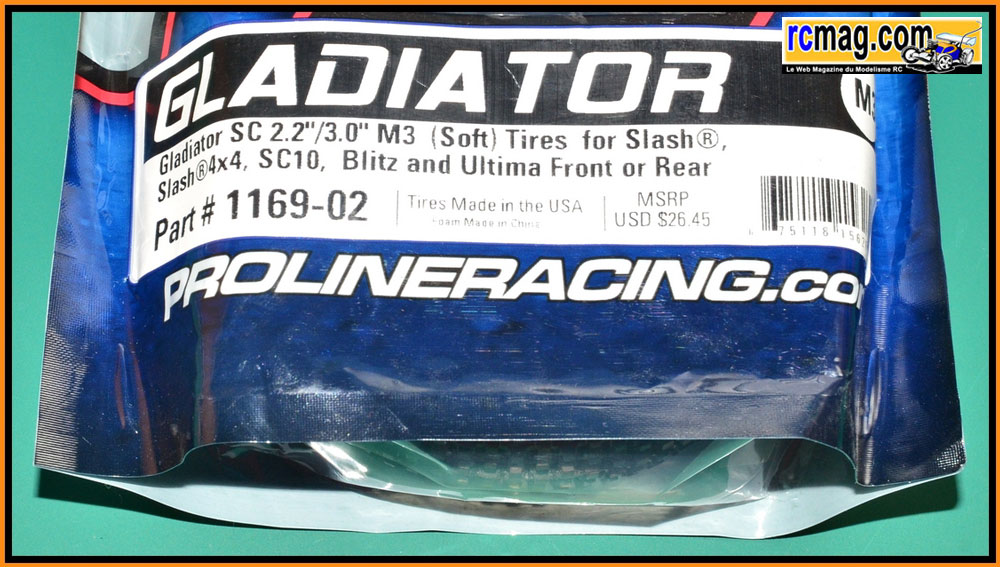 rcmag.com
Le Web Magazine du Modelisme RC
GLADIATOR
Gladiator SC 2.2"/3.0" M3 (Soft) Tires for Slash®,
Slash®4x4, SC10, Blitz and Ultima Front or Rear
Part # 1169-02
Tires Made in the USA
Foam Made in China
MSRP
USD $26.45
75118
PROLINERACING.co